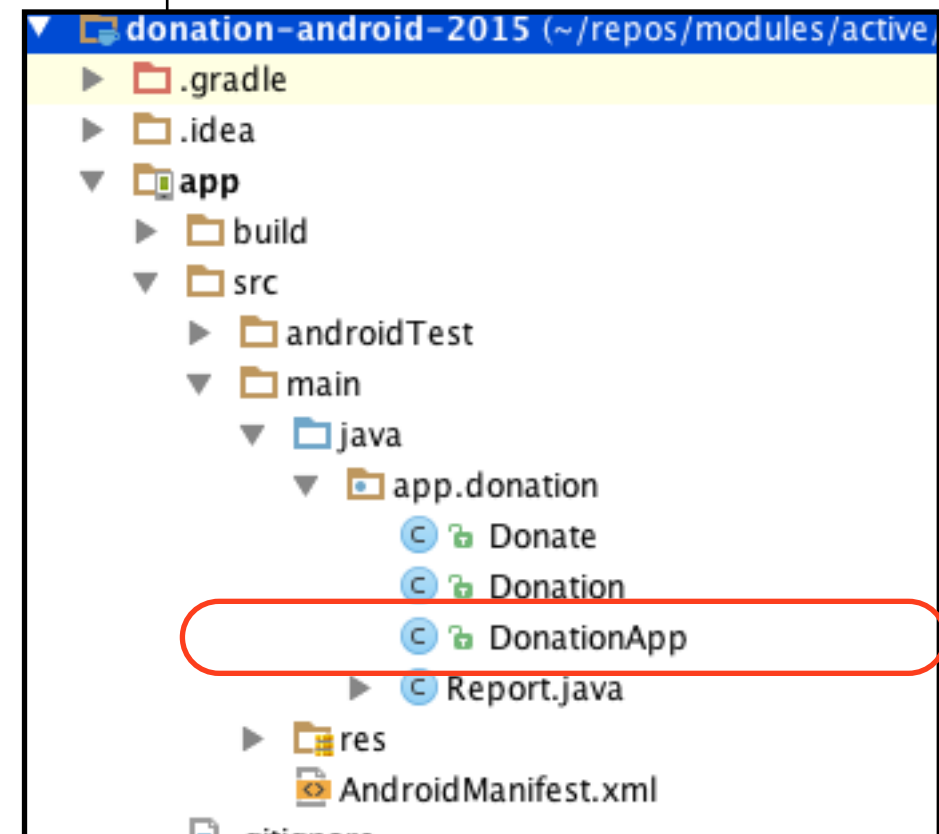 donation-android-2015 (~/repos/modules/active/
.gradle
.idea
app
build
src
androidTest
main
java
app.donation
C Donate
C Donation
C DonationApp
C Report.java
res
AndroidManifest.xml
.gitignore